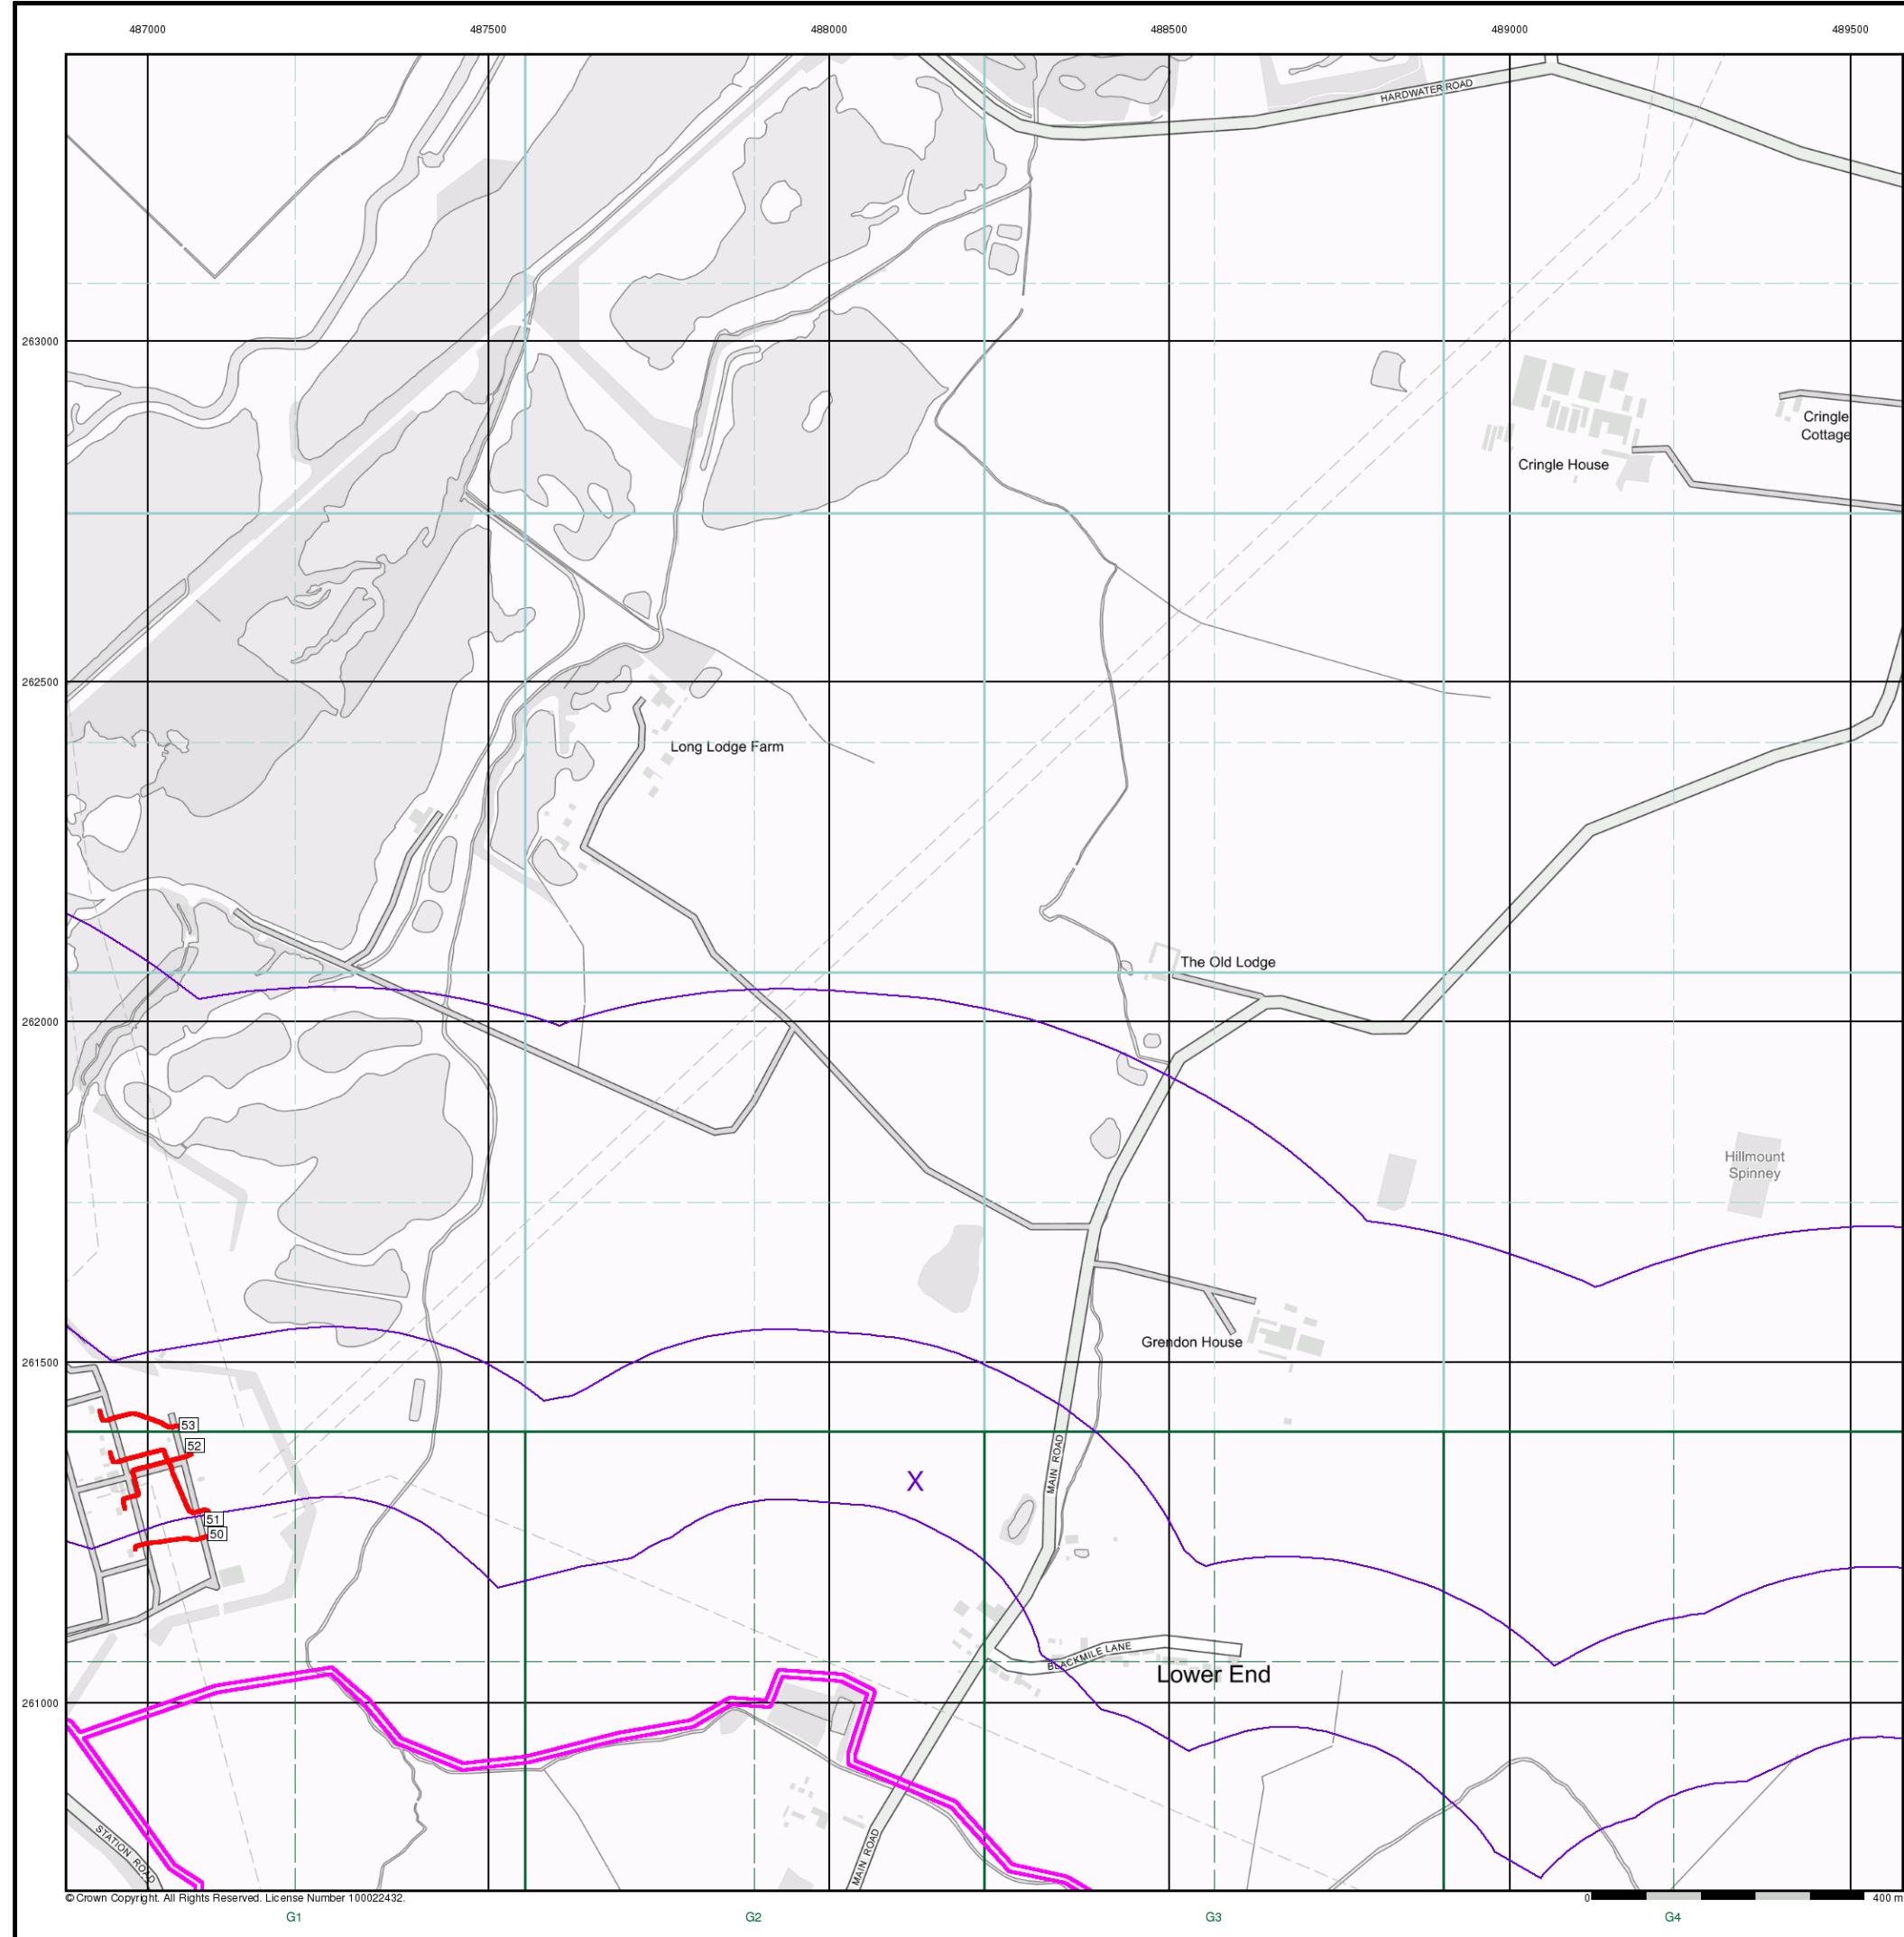 487000 487500 488000 488500 489000 489500
HARDWATER ROAD
263000
Cringle
Cottage
Cringle House
262500
Long Lodge Farm
The Old Lodge
262000
Hillmount
Spinney
Grendon House
261500
53
52
MAIN ROAD
X
51
50
BLACKMILE LANE
Lower End
261000
STATION ROAD
MAIN ROAD
© Crown Copyright. All Rights Reserved. License Number 100022432.
0 400 m
G1 G2 G3 G4